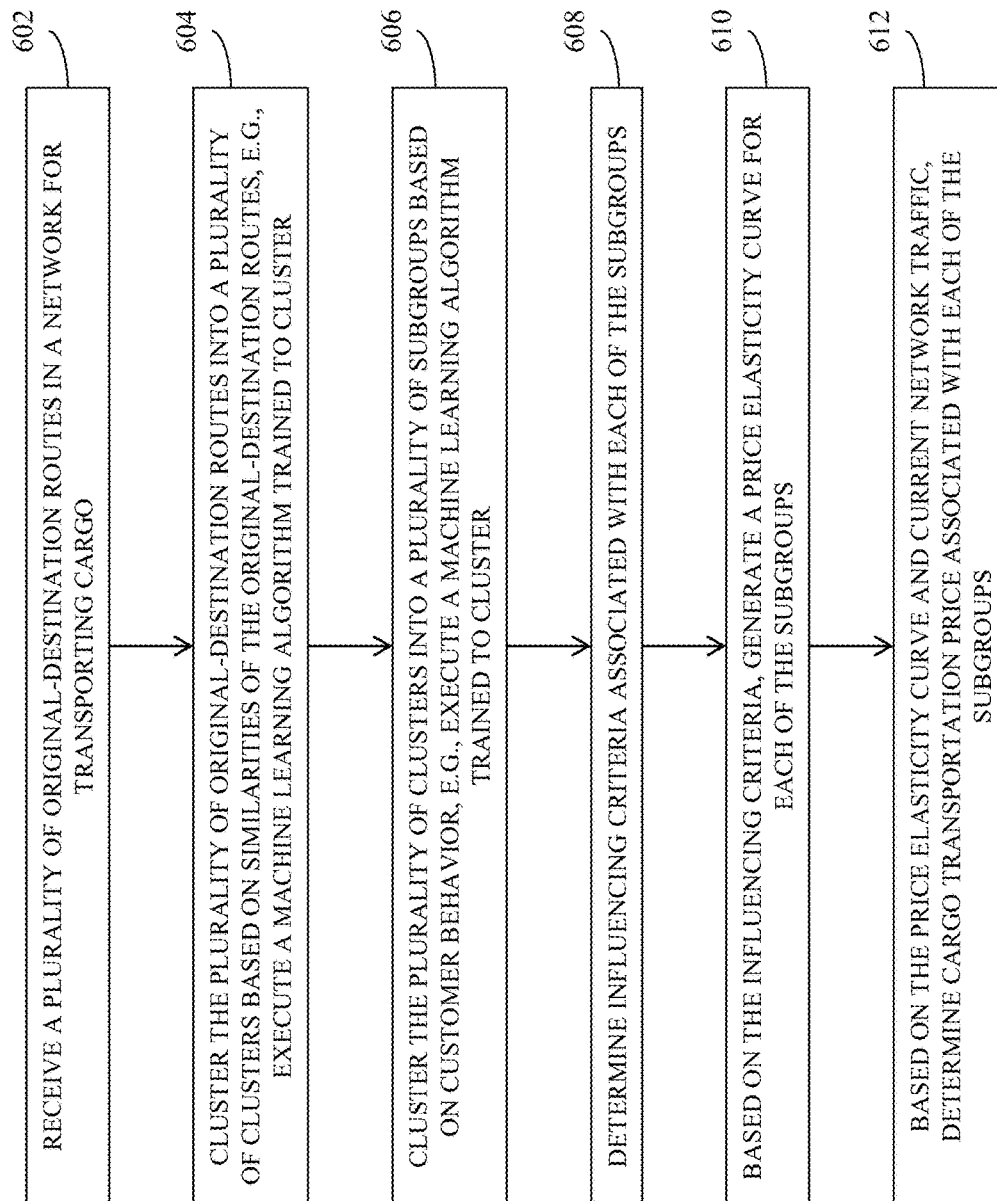 602
RECEIVE A PLURALITY OF ORIGINAL-DESTINATION ROUTES IN A NETWORK FOR
TRANSPORTING CARGO
604
CLUSTER THE PLURALITY OF ORIGINAL-DESTINATION ROUTES INTO A PLURALITY
OF CLUSTERS BASED ON SIMILARITIES OF THE ORIGINAL-DESTINATION ROUTES, E.G.,
EXECUTE A MACHINE LEARNING ALGORITHM TRAINED TO CLUSTER
606
CLUSTER THE PLURALITY OF CLUSTERS INTO A PLURALITY OF SUBGROUPS BASED
ON CUSTOMER BEHAVIOR, E.G., EXECUTE A MACHINE LEARNING ALGORITHM
TRAINED TO CLUSTER
608
DETERMINE INFLUENCING CRITERIA ASSOCIATED WITH EACH OF THE SUBGROUPS
610
BASED ON THE INFLUENCING CRITERIA, GENERATE A PRICE ELASTICITY CURVE FOR
EACH OF THE SUBGROUPS
612
BASED ON THE PRICE ELASTICITY CURVE AND CURRENT NETWORK TRAFFIC,
DETERMINE CARGO TRANSPORTATION PRICE ASSOCIATED WITH EACH OF THE
SUBGROUPS